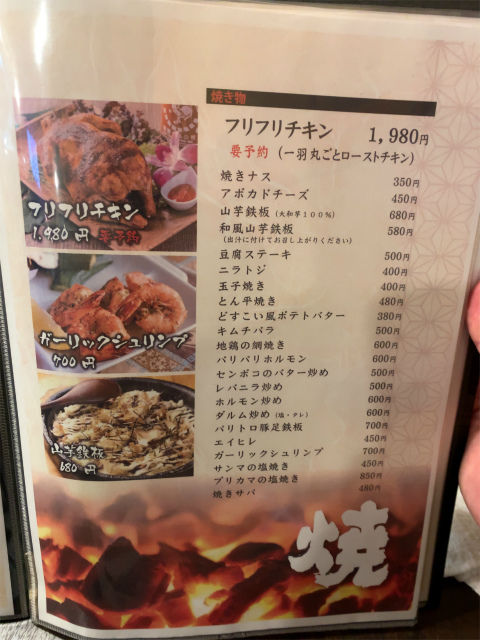 焼き物
フリフリチキン 1,980円
要予約 (一羽丸ごとローストチキン)
焼きナス 350円
アボカドチーズ 450円
山芋鉄板 (大和芋100%) 680円
和風山芋鉄板 580円
(出汁に付けてお召し上がりください)
豆腐ステーキ 500円
ニラトジ 400円
玉子焼き 400円
とん平焼き 480円
どすこい風ポテトバター 380円
キムチバラ 500円
地鶏の網焼き 600円
パリパリホルモン 600円
センポコのバター炒め 500円
レバニラ炒め 500円
ホルモン炒め 600円
ダルム炒め (塩・タレ) 600円
パリトロ豚足鉄板 700円
エイヒレ 450円
ガーリックシュリンプ 700円
サンマの塩焼き 450円
ブリカマの塩焼き 850円
焼きサバ 480円
フリフリチキン
1,980円 要予約
ガーリックシュリンプ
700円
山芋鉄板
680円
焼